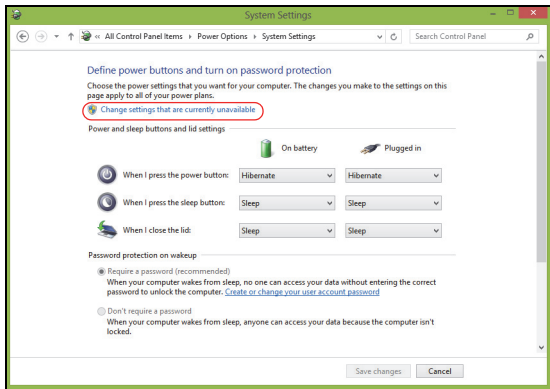 System Settings
« All Control Panel Items › Power Options › System Settings
Search Control Panel
Define power buttons and turn on password protection
Choose the power settings that you want for your computer. The changes you make to the settings on this
page apply to all of your power plans.
Change settings that are currently unavailable
Power and sleep buttons and lid settings
On battery
Plugged in
When I press the power button:
Hibernate
Hibernate
When I press the sleep button:
Sleep
Sleep
When I close the lid:
Sleep
Sleep
Password protection on wakeup
Require a password (recommended)
When your computer wakes from sleep, no one can access your data without entering the correct
password to unlock the computer. Create or change your user account password
Don't require a password
When your computer wakes from sleep, anyone can access your data because the computer isn't
locked.
Save changes
Cancel